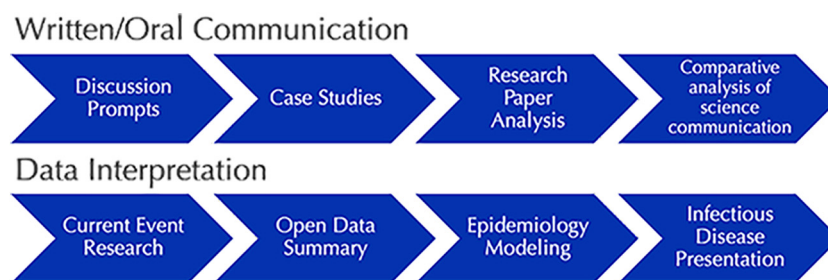 Written/Oral Communication
Discussion
Prompts
Case Studies
Research
Paper
Analysis
Comparative
analysis of
science
communication
Data Interpretation
Current Event
Research
Open Data
Summary
Epidemiology
Modeling
Infectious
Disease
Presentation